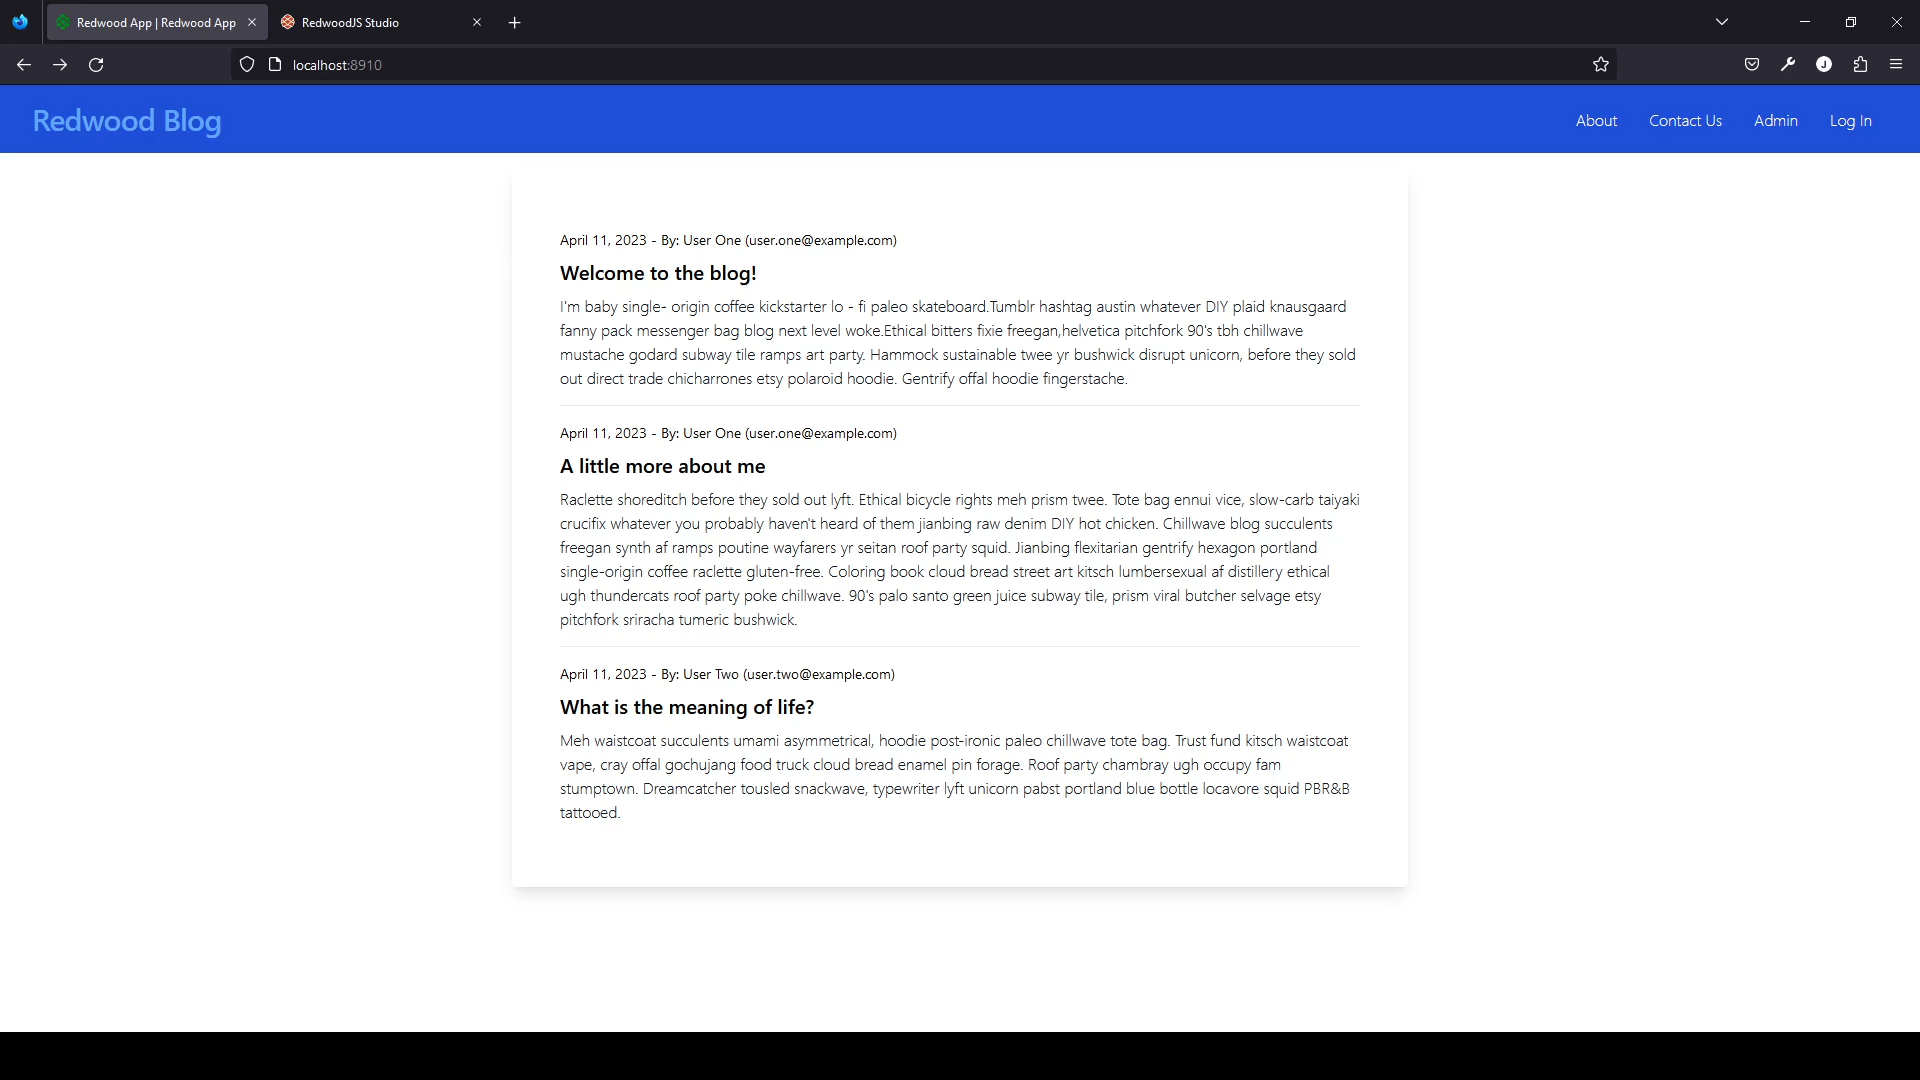 Redwood App | Redwood App
RedwoodJS Studio
localhost:8910
J
Redwood Blog
About
Contact Us
Admin
Log In
April 11, 2023 - By: User One (user.one@example.com)
Welcome to the blog!
I'm baby single- origin coffee kickstarter lo - fi paleo skateboard.Tumblr hashtag austin whatever DIY plaid knausgaard
fanny pack messenger bag blog next level woke.Ethical bitters fixie freegan,helvetica pitchfork 90's tbh chillwave
mustache godard subway tile ramps art party. Hammock sustainable twee yr bushwick disrupt unicorn, before they sold
out direct trade chicharrones etsy polaroid hoodie. Gentrify offal hoodie fingerstache.
April 11, 2023 - By: User One (user.one@example.com)
A little more about me
Raclette shoreditch before they sold out lyft. Ethical bicycle rights meh prism twee. Tote bag ennui vice, slow-carb taiyaki
crucifix whatever you probably haven't heard of them jianbing raw denim DIY hot chicken. Chillwave blog succulents
freegan synth af ramps poutine wayfarers yr seitan roof party squid. Jianbing flexitarian gentrify hexagon portland
single-origin coffee raclette gluten-free. Coloring book cloud bread street art kitsch lumbersexual af distillery ethical
ugh thundercats roof party poke chillwave. 90's palo santo green juice subway tile, prism viral butcher selvage etsy
pitchfork sriracha tumeric bushwick.
April 11, 2023 - By: User Two (user.two@example.com)
What is the meaning of life?
Meh waistcoat succulents umami asymmetrical, hoodie post-ironic paleo chillwave tote bag. Trust fund kitsch waistcoat
vape, cray offal gochujang food truck cloud bread enamel pin forage. Roof party chambray ugh occupy fam
stumptown. Dreamcatcher tousled snackwave, typewriter lyft unicorn pabst portland blue bottle locavore squid PBR&B
tattooed.